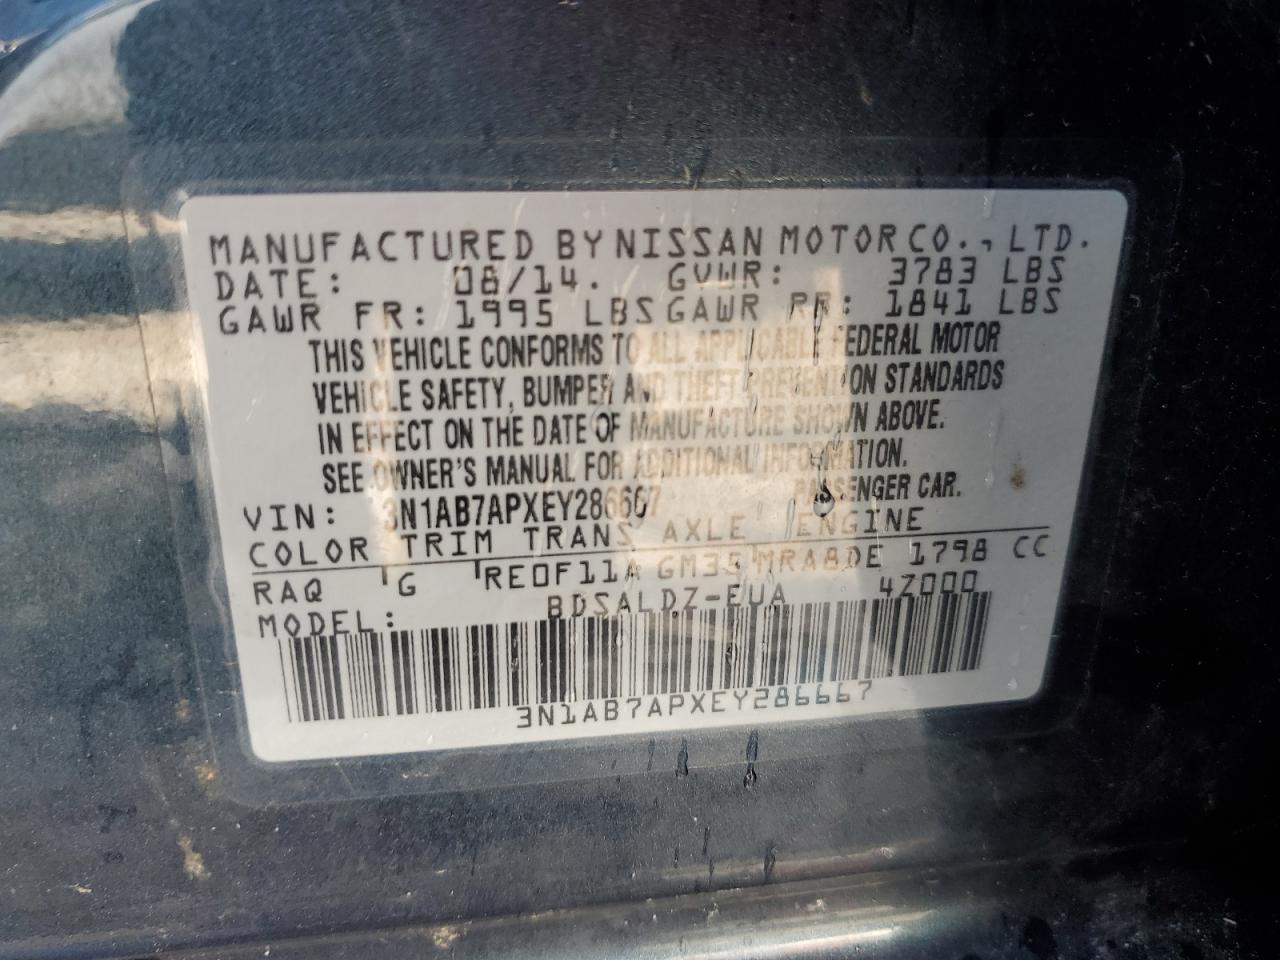 MANUFACTURED BY NISSAN MOTOR CO., LTD.
DATE: 08/14. GVWR: 3783 LBS
GAWR FR: 1995 LBS GAWR RR: 1841 LBS
THIS VEHICLE CONFORMS TO ALL APPLICABLE FEDERAL MOTOR
VEHICLE SAFETY, BUMPER AND THEFT PREVENTION STANDARDS
IN EFFECT ON THE DATE OF MANUFACTURE SHOWN ABOVE.
SEE OWNER'S MANUAL FOR ADDITIONAL INFORMATION.
PASSENGER CAR.
VIN: 3N1AB7APXEY286667
COLOR TRIM TRANS AXLE ENGINE
RAQ G RE0F11A GM35 MRA8DE 1798 CC
MODEL: BDSALDZ-EUA 4Z000
3N1AB7APXEY286667